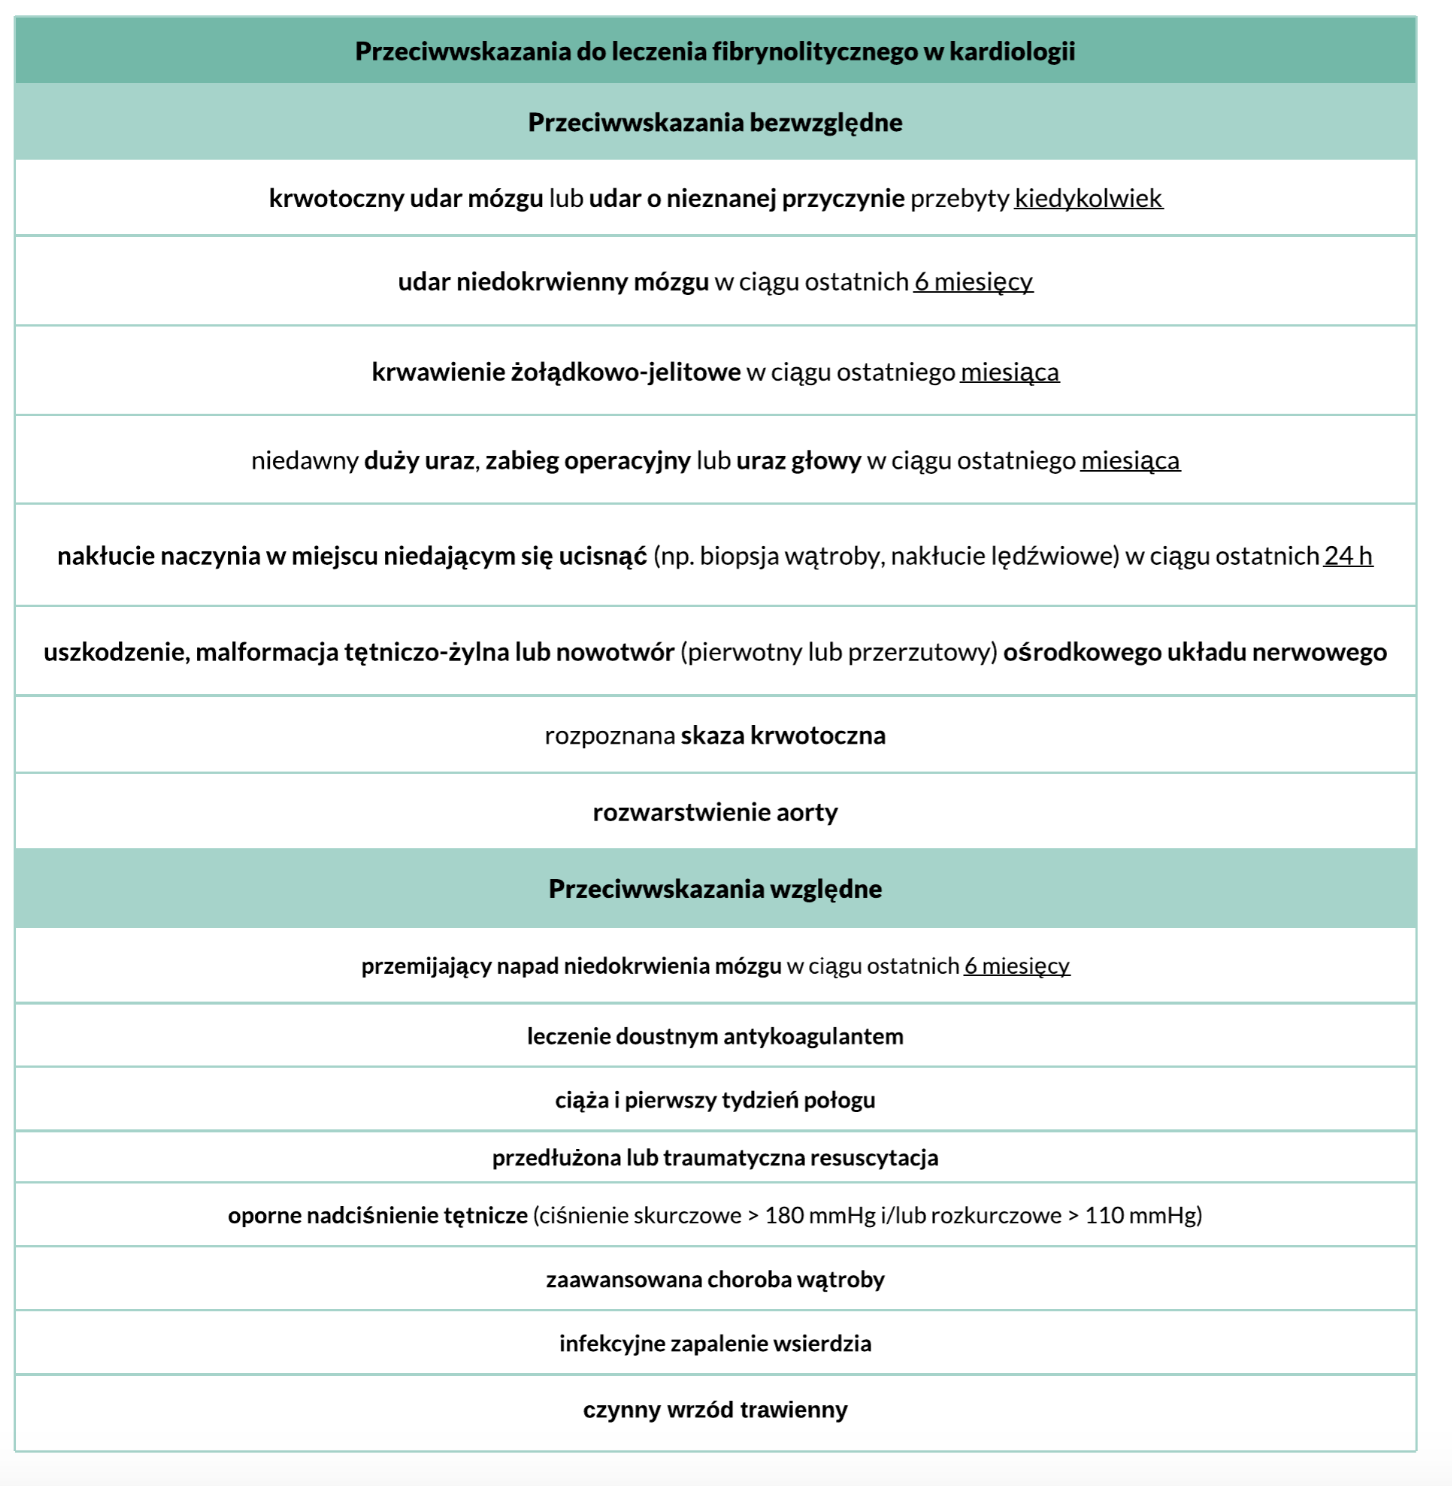 Przeciwwskazania do leczenia fibrynolitycznego w kardiologii
Przeciwwskazania bezwzględne
krwotoczny udar mózgu lub udar o nieznanej przyczynie przebyty kiedykolwiek
udar niedokrwienny mózgu w ciągu ostatnich 6 miesięcy
krwawienie żołądkowo-jelitowe w ciągu ostatniego miesiąca
niedawny duży uraz, zabieg operacyjny lub uraz głowy w ciągu ostatniego miesiąca
nakłucie naczynia w miejscu niedającym się ucisnąć (np. biopsja wątroby, nakłucie lędźwiowe) w ciągu ostatnich 24 h
uszkodzenie, malformacja tętniczo-żylna lub nowotwór (pierwotny lub przerzutowy) ośrodkowego układu nerwowego
rozpoznana skaza krwotoczna
rozwarstwienie aorty
Przeciwwskazania względne
przemijający napad niedokrwienia mózgu w ciągu ostatnich 6 miesięcy
leczenie doustnym antykoagulantem
ciąża i pierwszy tydzień połogu
przedłużona lub traumatyczna resuscytacja
oporne nadciśnienie tętnicze (ciśnienie skurczowe > 180 mmHg i/lub rozkurczowe > 110 mmHg)
zaawansowana choroba wątroby
infekcyjne zapalenie wsierdzia
czynny wrzód trawienny